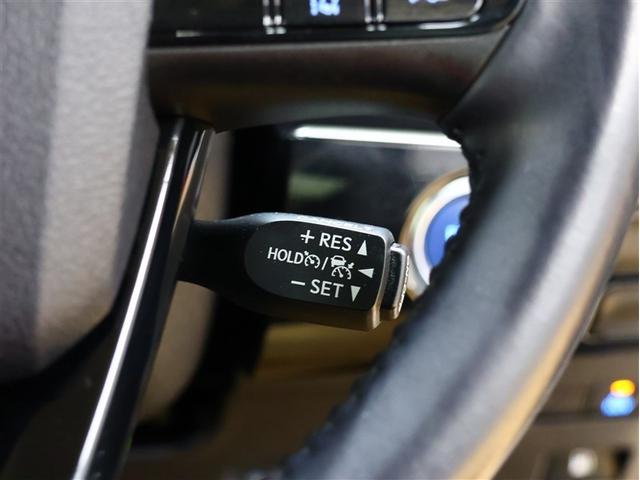 + RES ▲
HOLD /
− SET ▼